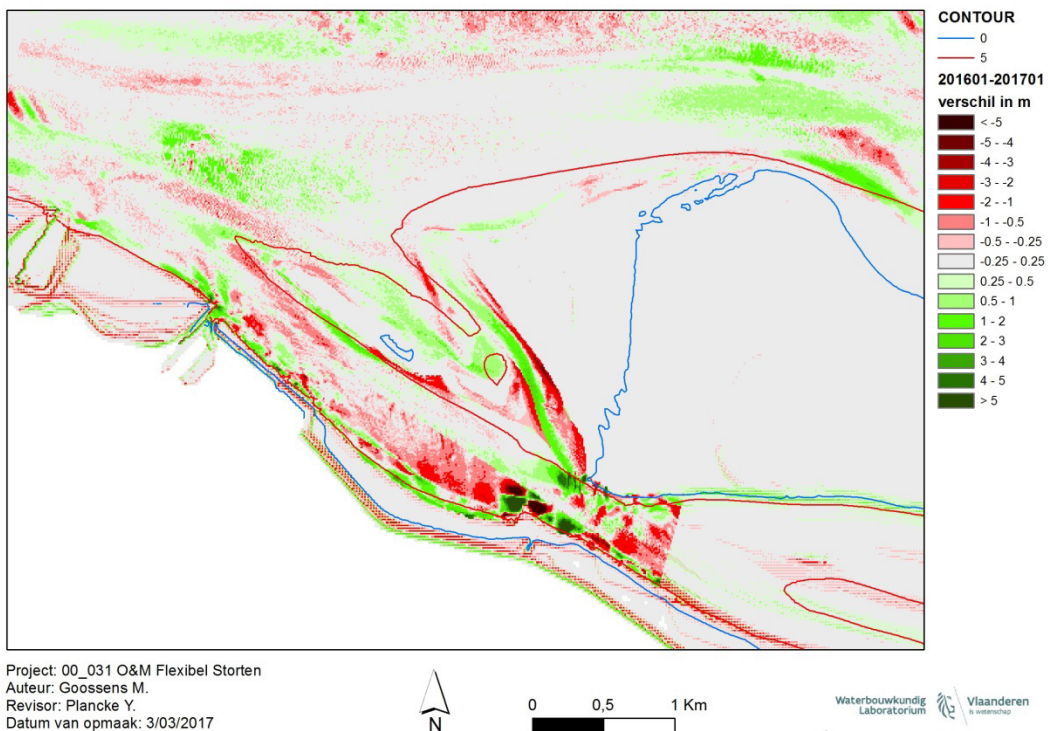 CONTOUR
0
5
201601-201701
verschil in m
< -5
-5 - -4
-4 - -3
-3 - -2
-2 - -1
-1 - -0.5
-0.5 - -0.25
-0.25 - 0.25
0.25 - 0.5
0.5 - 1
1 - 2
2 - 3
3 - 4
4 - 5
> 5
Project: 00_031 O&M Flexibel Storten
Auteur: Goossens M.
Revisor: Plancke Y.
Datum van opmaak: 3/03/2017
N
0 0,5 1 Km
Waterbouwkundig
Laboratorium
Vlaanderen
is wetenschap